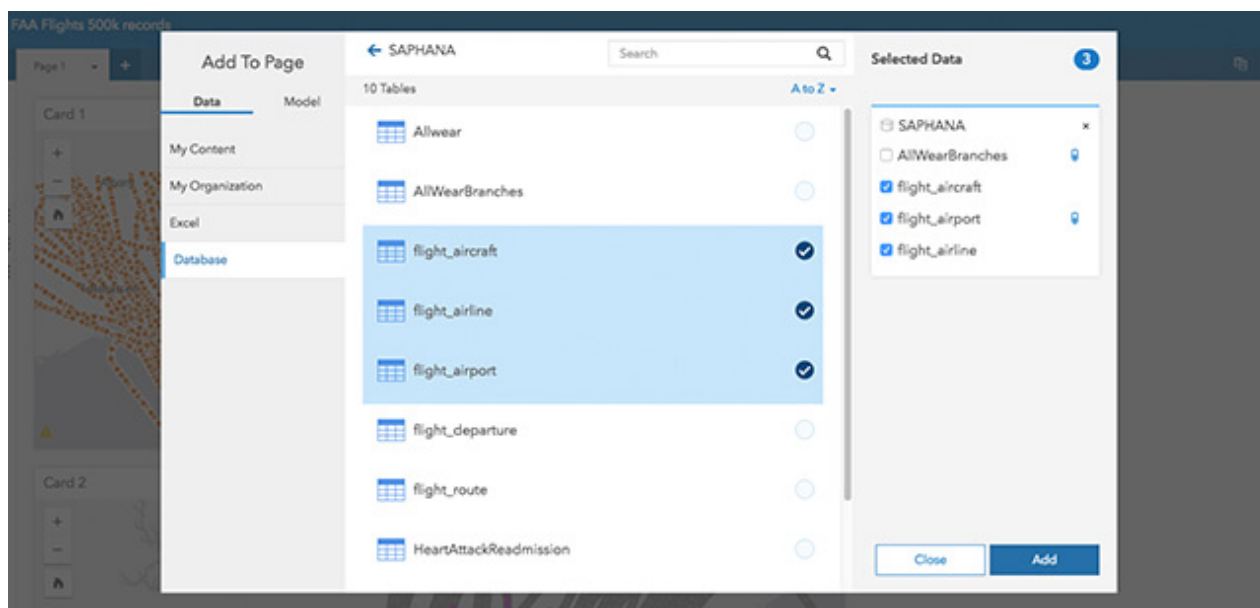 FAA Flights 500k records
Page 1
Card 1
Card 2
Add To Page
Data Model
My Content
My Organization
Excel
Database
SAPHANA
Search
10 Tables
A to Z
Allwear
AllWearBranches
flight_aircraft
flight_airline
flight_airport
flight_departure
flight_route
HeartAttackReadmission
Selected Data
3
SAPHANA
AllWearBranches
flight_aircraft
flight_airport
flight_airline
Close Add